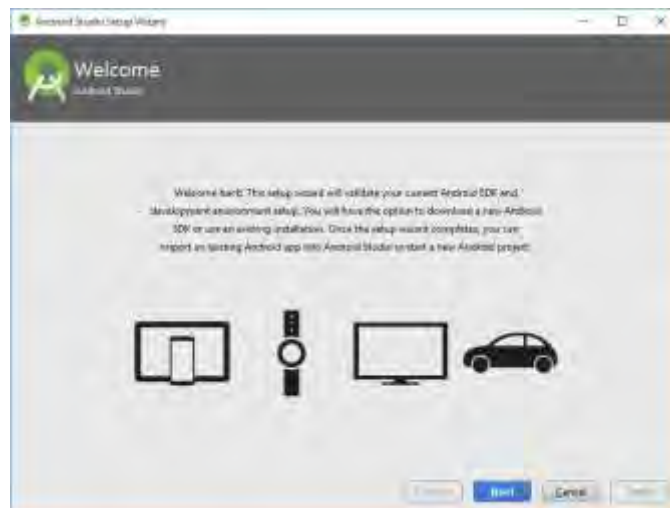 Android Studio Setup Wizard
Welcome
Android Studio
Welcome back! This setup wizard will validate your current Android SDK and
development environment setup. You will have the option to download a new Android
SDK or use an existing installation. Once the setup wizard completes, you can
import an existing Android app into Android Studio or start a new Android project.
Next
Cancel